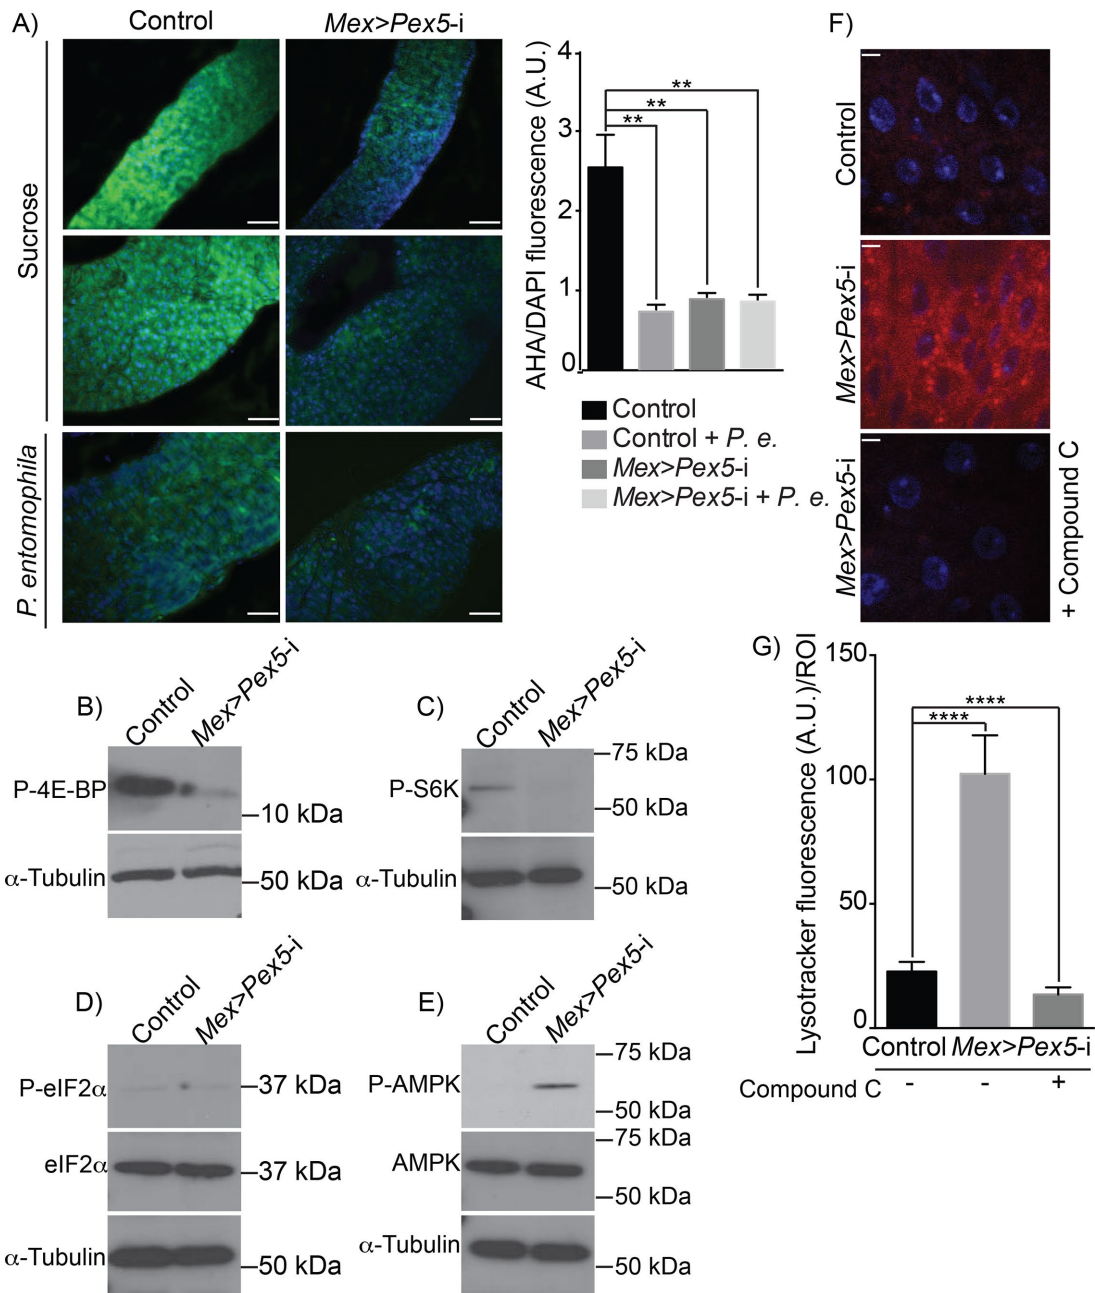 A)
Control
Mex>Pex5-i
Sucrose
P. entomophila
AHA/DAPI fluorescence (A.U.)
4
3
2
1
0
**
**
**
Control
Control + P. e.
Mex>Pex5-i
Mex>Pex5-i + P. e.
F)
Control
Mex>Pex5-i
Mex>Pex5-i
+ Compound C
B)
Control
Mex>Pex5-i
P-4E-BP
10 kDa
α-Tubulin
50 kDa
C)
Control
Mex>Pex5-i
75 kDa
P-S6K
50 kDa
α-Tubulin
50 kDa
D)
Control
Mex>Pex5-i
P-eIF2α
37 kDa
eIF2α
37 kDa
α-Tubulin
50 kDa
E)
Control
Mex>Pex5-i
75 kDa
P-AMPK
50 kDa
75 kDa
AMPK
50 kDa
α-Tubulin
50 kDa
G)
Lysotracker fluorescence (A.U.)/ROI
150
100
50
0
****
****
Control Mex>Pex5-i
Compound C - - +